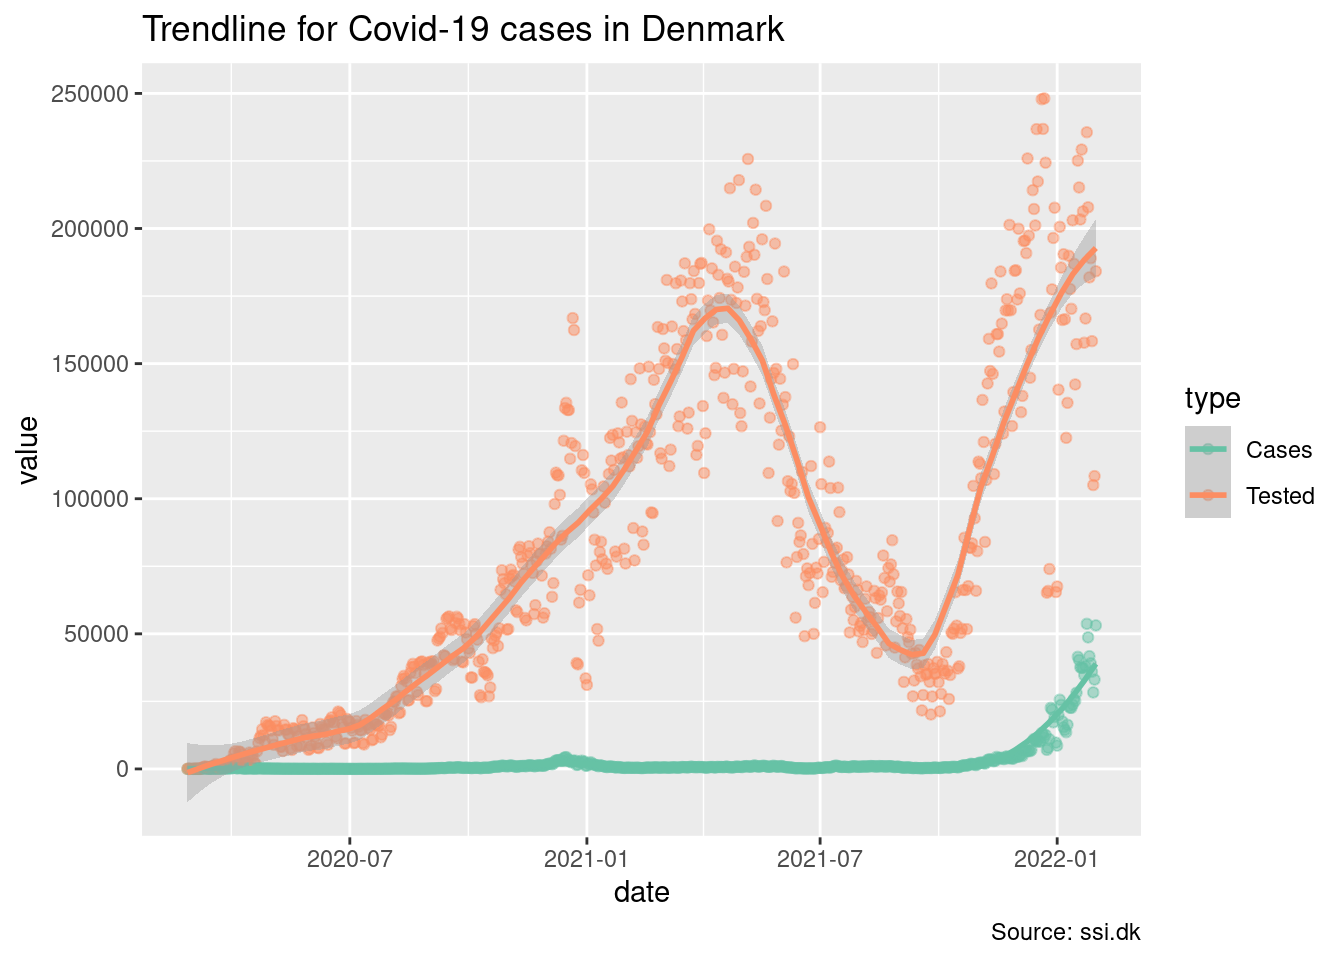 Trendline for Covid-19 cases in Denmark
250000
200000
150000
100000
50000
0
value
2020-07
2021-01
2021-07
2022-01
date
type
Cases
Tested
Source: ssi.dk